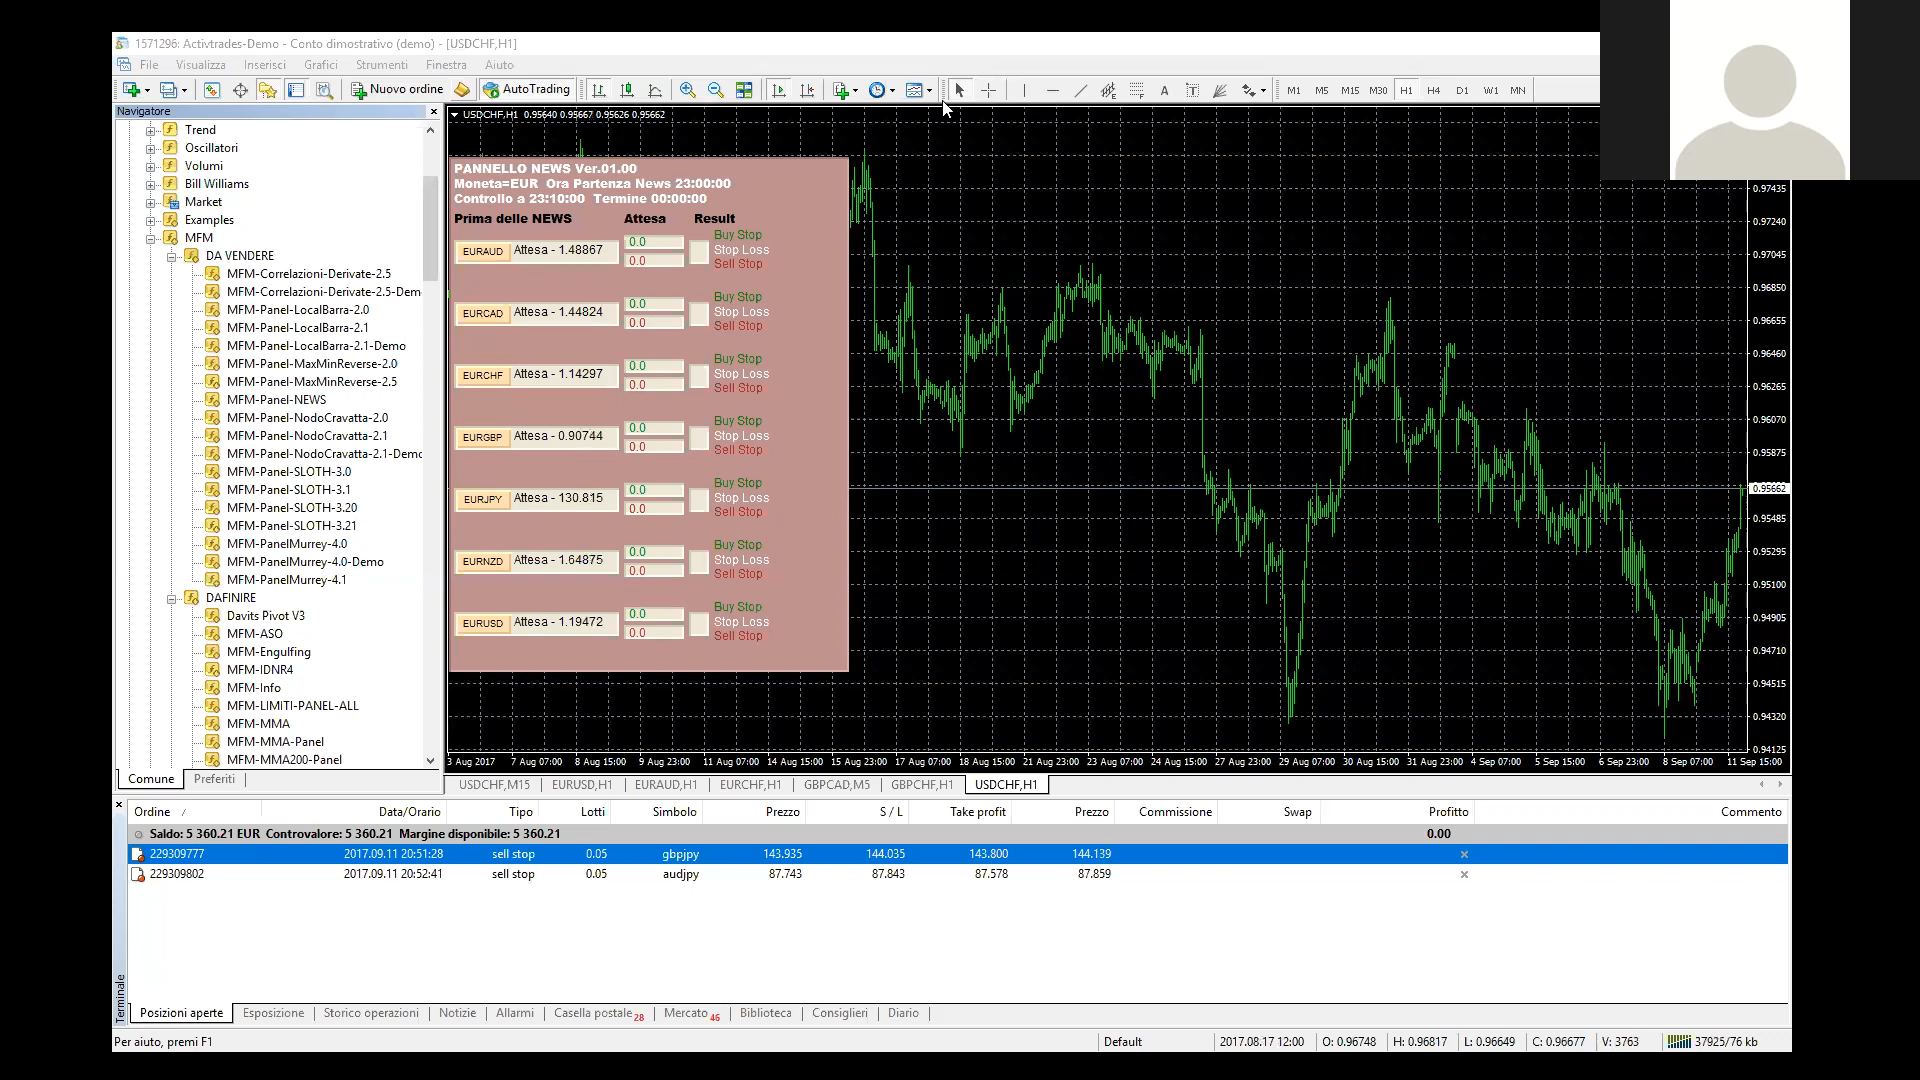 1571296: Activtrades-Demo - Conto dimostrativo (demo) - [USDCHF,H1]
File Visualizza Inserisci Grafici Strumenti Finestra Aiuto
Nuovo ordine AutoTrading M1 M5 M15 M30 H1 H4 D1 W1 MN
Navigatore
Trend
Oscillatori
Volumi
Bill Williams
Market
Examples
MFM
DA VENDERE
MFM-Correlazioni-Derivate-2.5
MFM-Correlazioni-Derivate-2.5-Dem
MFM-Panel-LocalBarra-2.0
MFM-Panel-LocalBarra-2.1
MFM-Panel-LocalBarra-2.1-Demo
MFM-Panel-MaxMinReverse-2.0
MFM-Panel-MaxMinReverse-2.5
MFM-Panel-NEWS
MFM-Panel-NodoCravatta-2.0
MFM-Panel-NodoCravatta-2.1
MFM-Panel-NodoCravatta-2.1-Demo
MFM-Panel-SLOTH-3.0
MFM-Panel-SLOTH-3.1
MFM-Panel-SLOTH-3.20
MFM-Panel-SLOTH-3.21
MFM-PanelMurrey-4.0
MFM-PanelMurrey-4.0-Demo
MFM-PanelMurrey-4.1
DAFINIRE
Davits Pivot V3
MFM-ASO
MFM-Engulfing
MFM-IDNR4
MFM-Info
MFM-LIMITI-PANEL-ALL
MFM-MMA
MFM-MMA-Panel
MFM-MMA200-Panel
Comune Preferiti
USDCHF,H1 0.95640 0.95667 0.95626 0.95662
PANNELLO NEWS Ver.01.00
Moneta=EUR Ora Partenza News 23:00:00
Controllo a 23:10:00 Termine 00:00:00
Prima delle NEWS Attesa Result
EURAUD Attesa - 1.48867 0.0 0.0 Buy Stop Stop Loss Sell Stop
EURCAD Attesa - 1.44824 0.0 0.0 Buy Stop Stop Loss Sell Stop
EURCHF Attesa - 1.14297 0.0 0.0 Buy Stop Stop Loss Sell Stop
EURGBP Attesa - 0.90744 0.0 0.0 Buy Stop Stop Loss Sell Stop
EURJPY Attesa - 130.815 0.0 0.0 Buy Stop Stop Loss Sell Stop
EURNZD Attesa - 1.64875 0.0 0.0 Buy Stop Stop Loss Sell Stop
EURUSD Attesa - 1.19472 0.0 0.0 Buy Stop Stop Loss Sell Stop
0.97435
0.97240
0.97045
0.96850
0.96655
0.96460
0.96265
0.96070
0.95875
0.95662
0.95485
0.95295
0.95100
0.94905
0.94710
0.94515
0.94320
0.94125
3 Aug 2017 7 Aug 07:00 8 Aug 15:00 9 Aug 23:00 11 Aug 07:00 14 Aug 15:00 15 Aug 23:00 17 Aug 07:00 18 Aug 15:00 21 Aug 23:00 23 Aug 07:00 24 Aug 15:00 27 Aug 23:00 29 Aug 07:00 30 Aug 15:00 31 Aug 23:00 4 Sep 07:00 5 Sep 15:00 6 Sep 23:00 8 Sep 07:00 11 Sep 15:00
USDCHF,M15 EURUSD,H1 EURAUD,H1 EURCHF,H1 GBPCAD,M5 GBPCHF,H1 USDCHF,H1
Ordine / Data/Orario Tipo Lotti Simbolo Prezzo S / L Take profit Prezzo Commissione Swap Profitto Commento
Saldo: 5 360.21 EUR Controvalore: 5 360.21 Margine disponibile: 5 360.21 0.00
229309777 2017.09.11 20:51:28 sell stop 0.05 gbpjpy 143.935 144.035 143.800 144.139
229309802 2017.09.11 20:52:41 sell stop 0.05 audjpy 87.743 87.843 87.578 87.859
Terminale
Posizioni aperte Esposizione Storico operazioni Notizie Allarmi Casella postale 28 Mercato 46 Biblioteca Consiglieri Diario
Per aiuto, premi F1 Default 2017.08.17 12:00 O: 0.96748 H: 0.96817 L: 0.96649 C: 0.96677 V: 3763 37925/76 kb